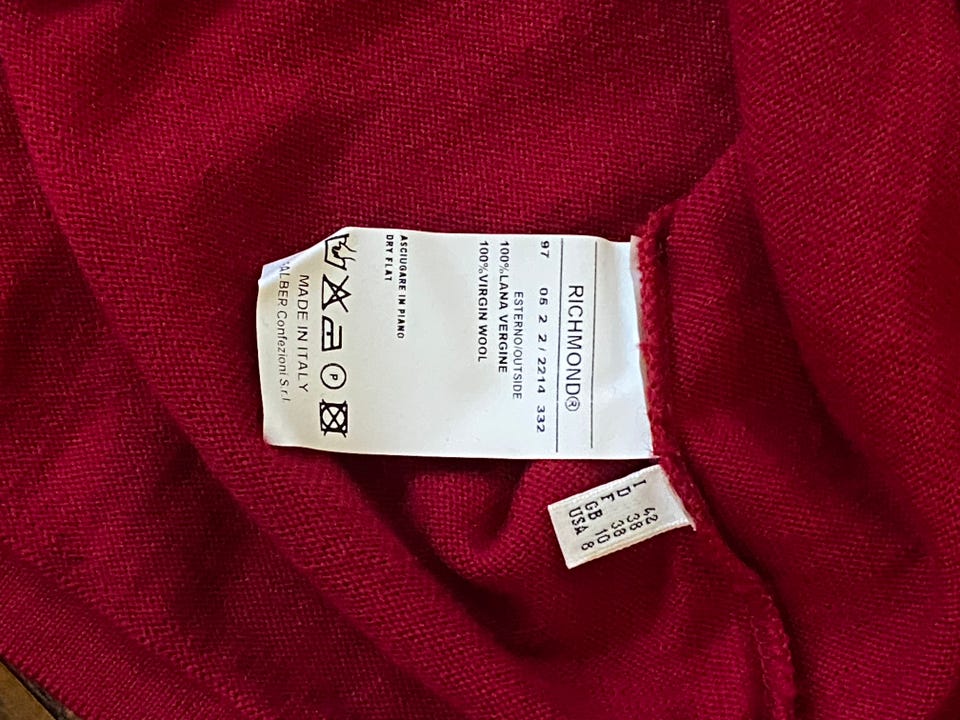 RICHMOND®
97 05 2 2/2214 332
ESTERNO/OUTSIDE
100%LANA VERGINE
100%VIRGIN WOOL
ASCIUGARE IN PIANO
DRY FLAT
P
MADE IN ITALY
ALBER Confezioni S.r.l.
I 42
D 38
F 38
GB 10
USA 8